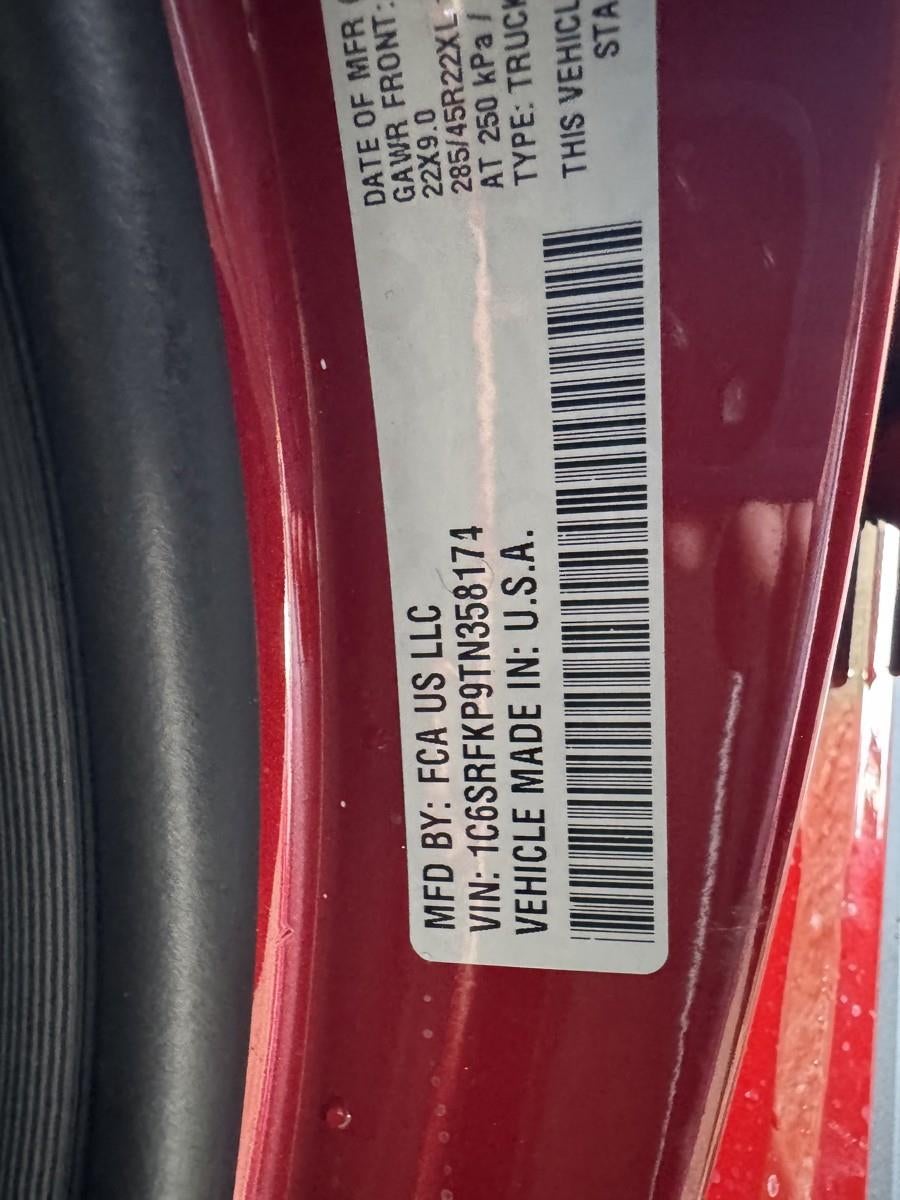 MFD BY: FCA US LLC
VIN: 1C6SRFKP9TN358174
VEHICLE MADE IN: U.S.A.
DATE OF MFR
GAWR FRONT:
22X9.0
285/45R22XL
AT 250 kPa /
TYPE: TRUCK
THIS VEHICL
STA